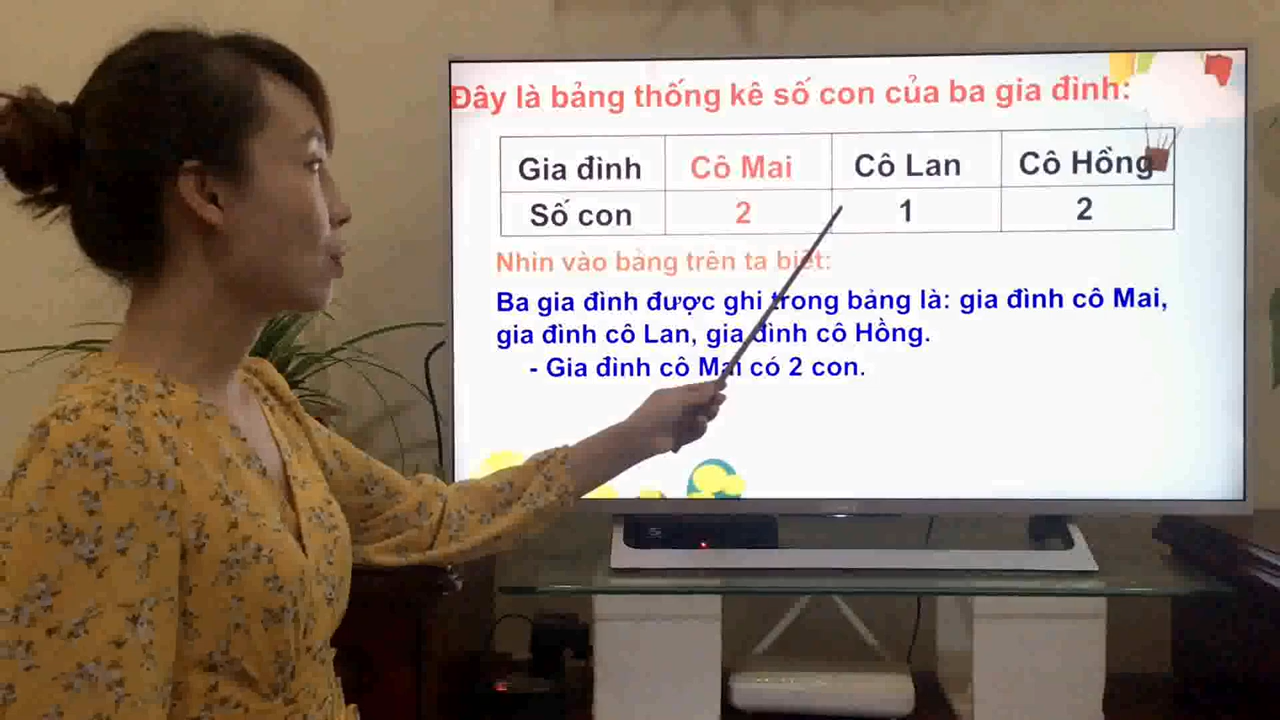 Đây là bảng thống kê số con của ba gia đình:
Gia đình Cô Mai Cô Lan Cô Hồng
Số con 2 1 2
Nhìn vào bảng trên ta biết:
Ba gia đình được ghi trong bảng là: gia đình cô Mai,
gia đình cô Lan, gia đình cô Hồng.
- Gia đình cô Mai có 2 con.